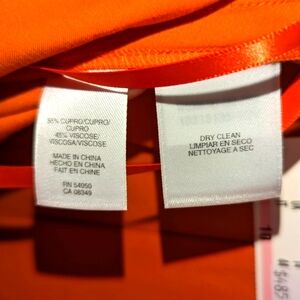 55% CUPRO/CUPRO/
CUPRO
45% VISCOSE/
VISCOSA/VISCOSE
MADE IN CHINA
HECHO EN CHINA
FAIT EN CHINE
RN 54050
CA 08349
DRY CLEAN
LIMPIAR EN SECO
NETTOYAGE A SEC